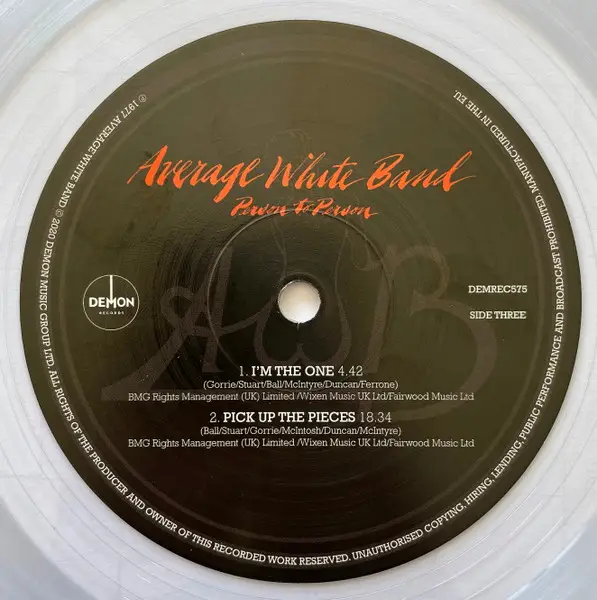 Average White Band
Person to Person
DEMON
RECORDS
DEMREC575
SIDE THREE
1. I'M THE ONE 4.42
(Gorrie/Stuart/Ball/McIntyre/Duncan/Ferrone)
BMG Rights Management (UK) Limited /Wixen Music UK Ltd/Fairwood Music Ltd
2. PICK UP THE PIECES 18.34
(Ball/Stuart/Gorrie/McIntosh/Duncan/McIntyre)
BMG Rights Management (UK) Limited /Wixen Music UK Ltd/Fairwood Music Ltd
AWB
℗ 1977 AVERAGE WHITE BAND © 2020 DEMON MUSIC GROUP LTD. ALL RIGHTS OF THE PRODUCER AND OWNER OF THIS RECORDED WORK RESERVED. UNAUTHORISED COPYING, HIRING, LENDING, PUBLIC PERFORMANCE AND BROADCAST PROHIBITED. MANUFACTURED IN THE EU.